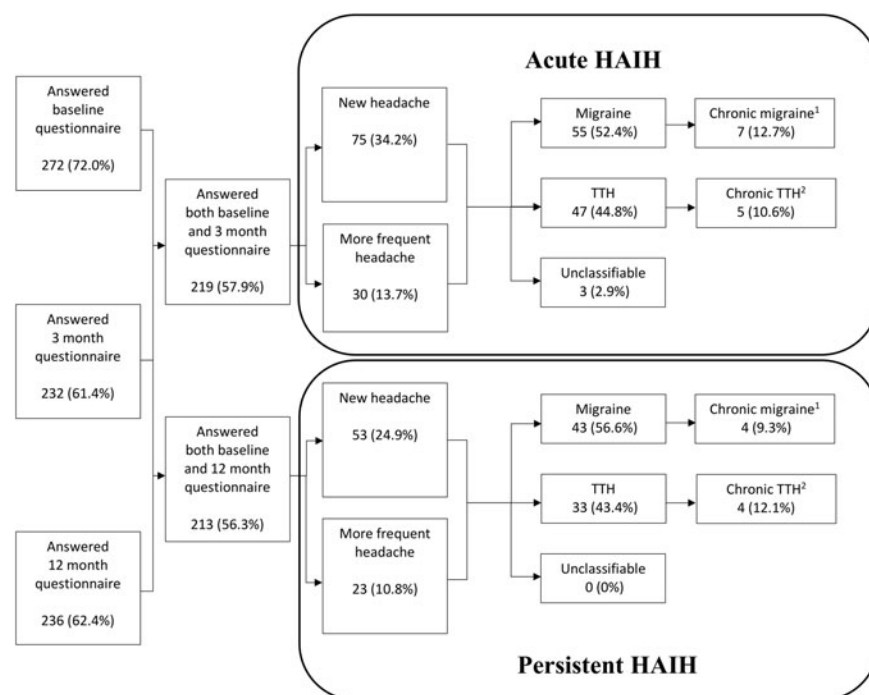 Acute HAIH
Answered
baseline
questionnaire
272 (72.0%)
Answered
3 month
questionnaire
232 (61.4%)
Answered
12 month
questionnaire
236 (62.4%)
Answered
both baseline
and 3 month
questionnaire
219 (57.9%)
Answered
both baseline
and 12 month
questionnaire
213 (56.3%)
New headache
75 (34.2%)
More frequent
headache
30 (13.7%)
Migraine
55 (52.4%)
Chronic migraine¹
7 (12.7%)
TTH
47 (44.8%)
Chronic TTH²
5 (10.6%)
Unclassifiable
3 (2.9%)
New headache
53 (24.9%)
More frequent
headache
23 (10.8%)
Migraine
43 (56.6%)
Chronic migraine¹
4 (9.3%)
TTH
33 (43.4%)
Chronic TTH²
4 (12.1%)
Unclassifiable
0 (0%)
Persistent HAIH